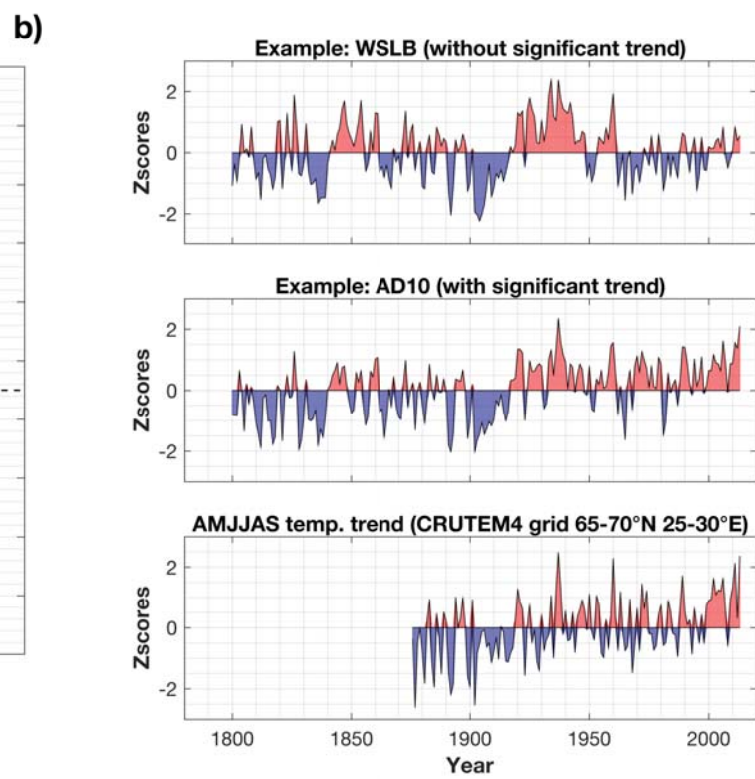 b)
Example: WSLB (without significant trend)
2
0
-2
Zscores
Example: AD10 (with significant trend)
2
0
-2
Zscores
AMJJAS temp. trend (CRUTEM4 grid 65-70°N 25-30°E)
2
0
-2
Zscores
1800 1850 1900 1950 2000
Year